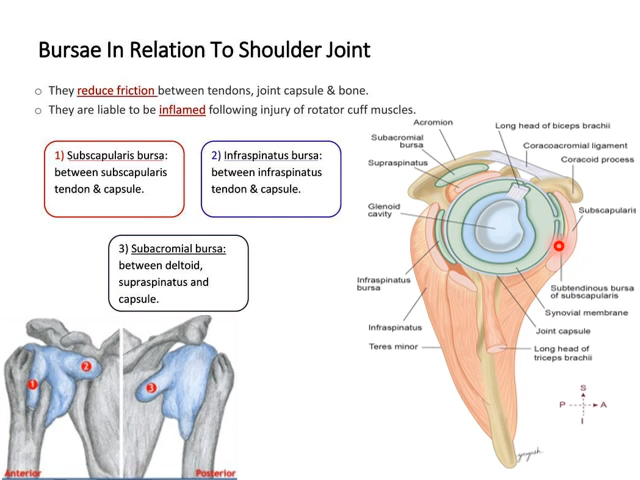 Bursae In Relation To Shoulder Joint
o They reduce friction between tendons, joint capsule & bone.
o They are liable to be inflamed following injury of rotator cuff muscles.
1) Subscapularis bursa:
between subscapularis
tendon & capsule.
2) Infraspinatus bursa:
between infraspinatus
tendon & capsule.
3) Subacromial bursa:
between deltoid,
supraspinatus and
capsule.
Acromion
Subacromial
bursa
Supraspinatus
Glenoid
cavity
Infraspinatus
bursa
Infraspinatus
Teres minor
Long head of biceps brachii
Coracoacromial ligament
Coracoid process
Subscapularis
Subtendinous bursa
of subscapularis
Synovial membrane
Joint capsule
Long head of
triceps brachii
S
P A
I
1
2
3
Anterior
Posterior